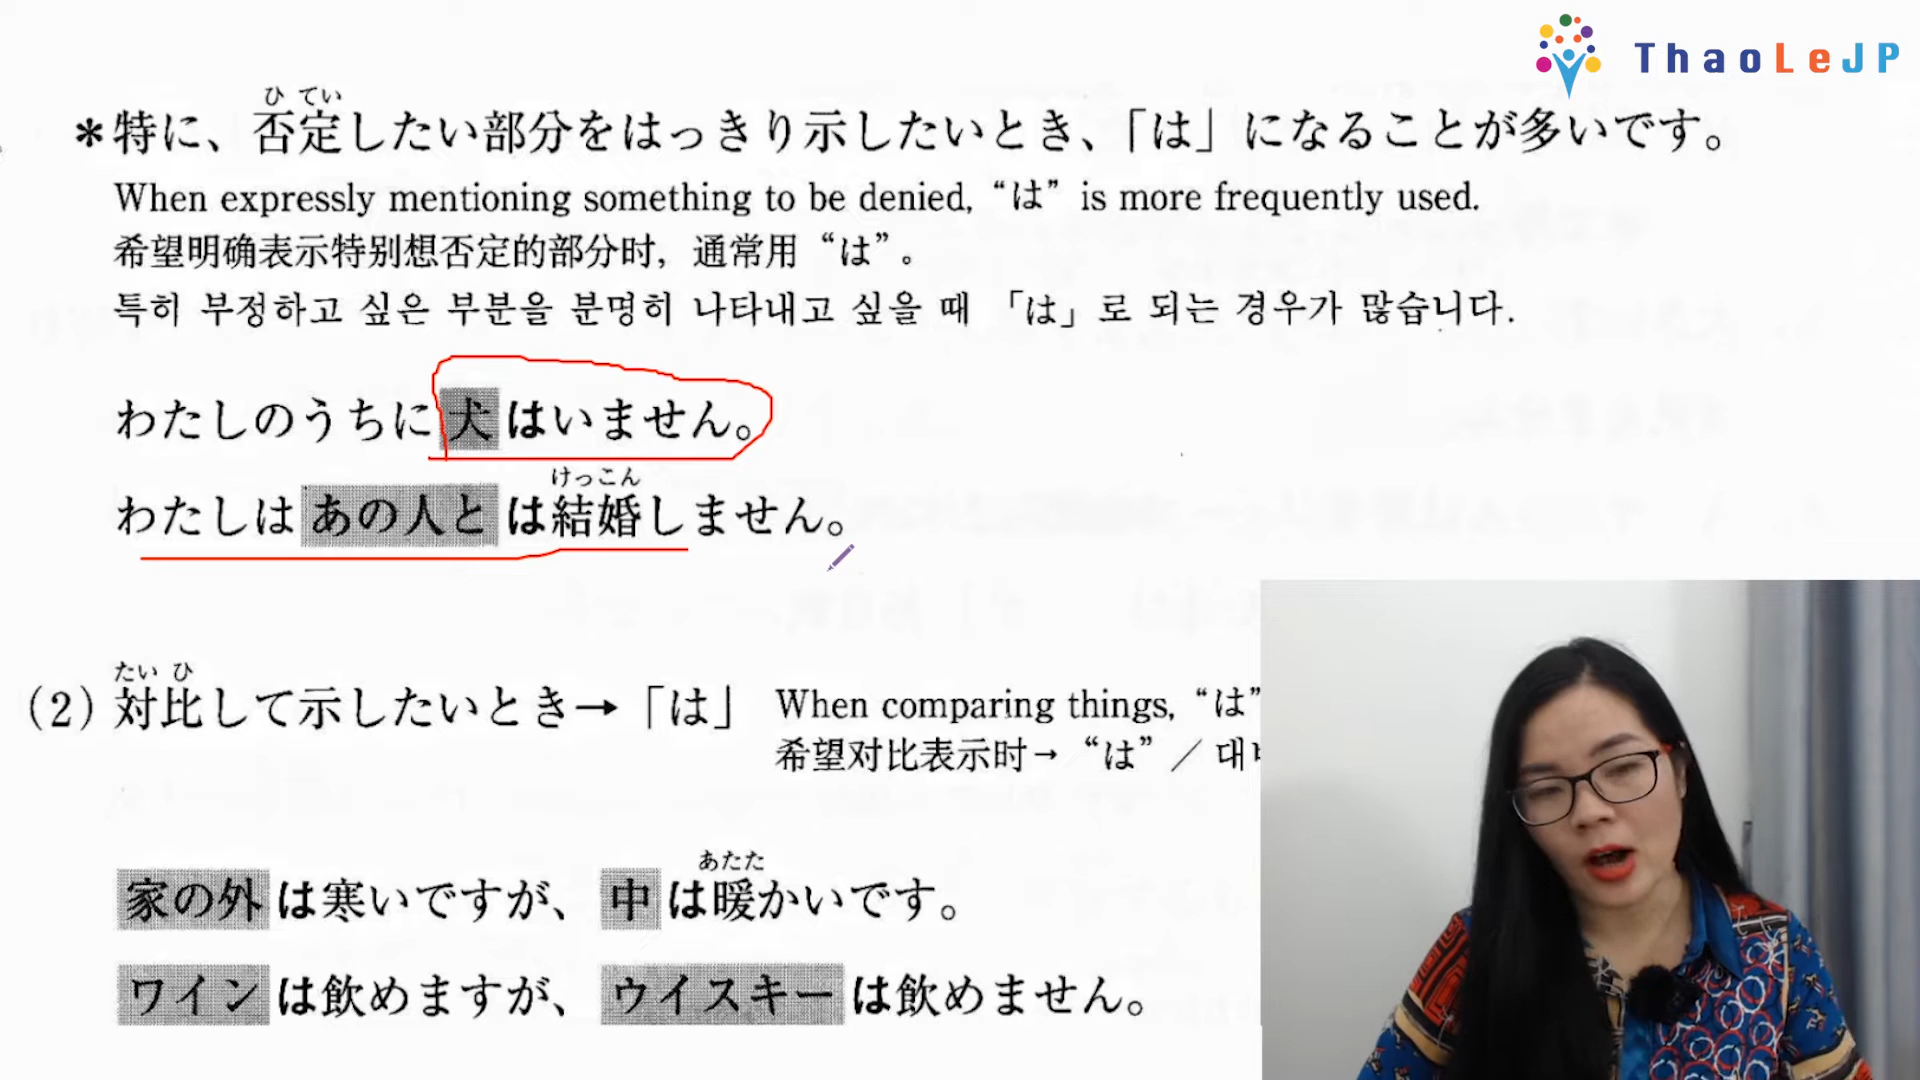 ThaoLeJP
ひ てい
＊特に、否定したい部分をはっきり示したいとき、「は」になることが多いです。
When expressly mentioning something to be denied, “は” is more frequently used.
希望明确表示特别想否定的部分时，通常用“は”。
특히 부정하고 싶은 부분을 분명히 나타내고 싶을 때 「は」로 되는 경우가 많습니다.
わたしのうちに犬はいません。
けっこん
わたしはあの人とは結婚しません。
たい ひ
(2) 対比して示したいとき→「は」 When comparing things, “は”
希望对比表示时→“は”／대
あたた
家の外は寒いですが、中は暖かいです。
ワインは飲めますが、ウイスキーは飲めません。